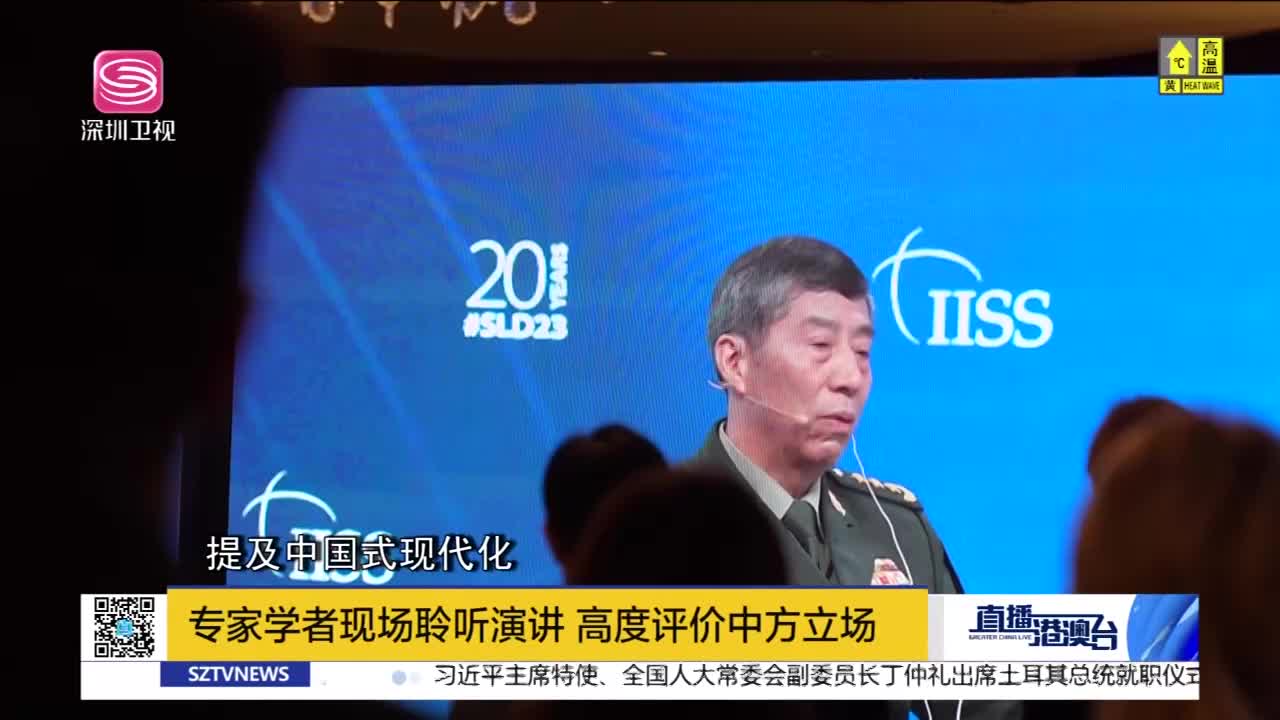 高温
℃
黄 HEAT WAVE
深圳卫视
20 YEARS
#SLD23
IISS
IISS
提及中国式现代化
专家学者现场聆听演讲 高度评价中方立场
直播港澳台
GREATER CHINA LIVE
SZTVNEWS
习近平主席特使、全国人大常委会副委员长丁仲礼出席土耳其总统就职仪式